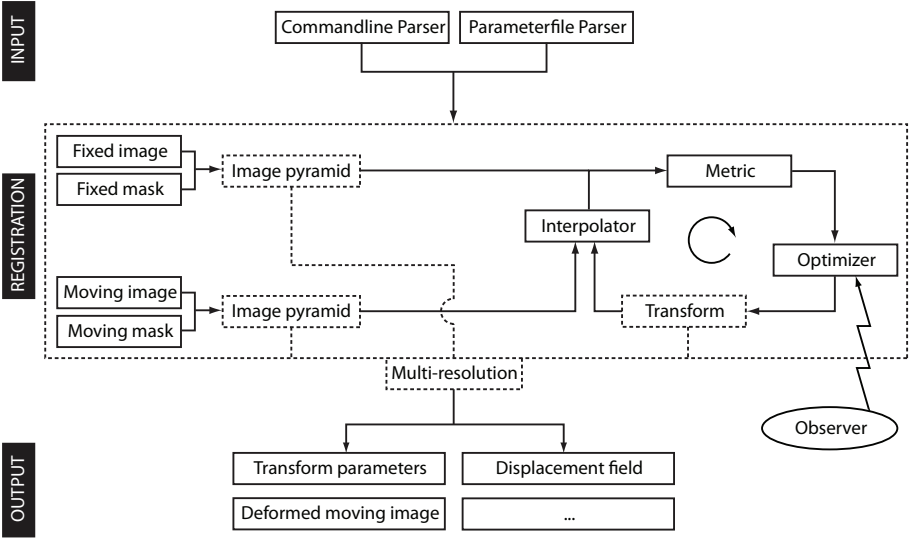 INPUT
Commandline Parser
Parameterfile Parser
REGISTRATION
Fixed image
Fixed mask
Image pyramid
Metric
Interpolator
Optimizer
Moving image
Moving mask
Image pyramid
Transform
Multi-resolution
Observer
OUTPUT
Transform parameters
Displacement field
Deformed moving image
...